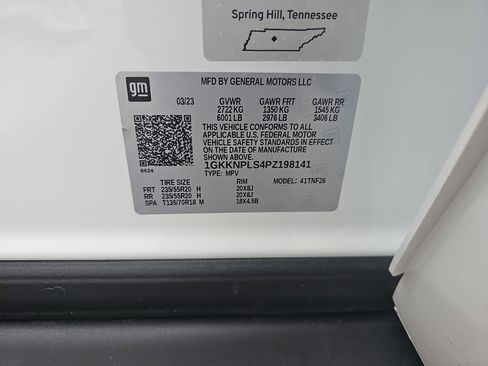 Spring Hill, Tennessee
gm
MFD BY GENERAL MOTORS LLC
03/23 GVWR GAWR FRT GAWR RR
2722 KG 1350 KG 1545 KG
6001 LB 2976 LB 3406 LB
THIS VEHICLE CONFORMS TO ALL
APPLICABLE U.S. FEDERAL MOTOR
VEHICLE SAFETY STANDARDS IN EFFECT
ON THE DATE OF MANUFACTURE
SHOWN ABOVE.
1GKKNPLS4PZ198141
8624 TYPE: MPV
TIRE SIZE RIM MODEL: 41TNF26
FRT 235/55R20 H 20X8J
RR 235/55R20 H 20X8J
SPA T135/70R18 M 18X4.5B